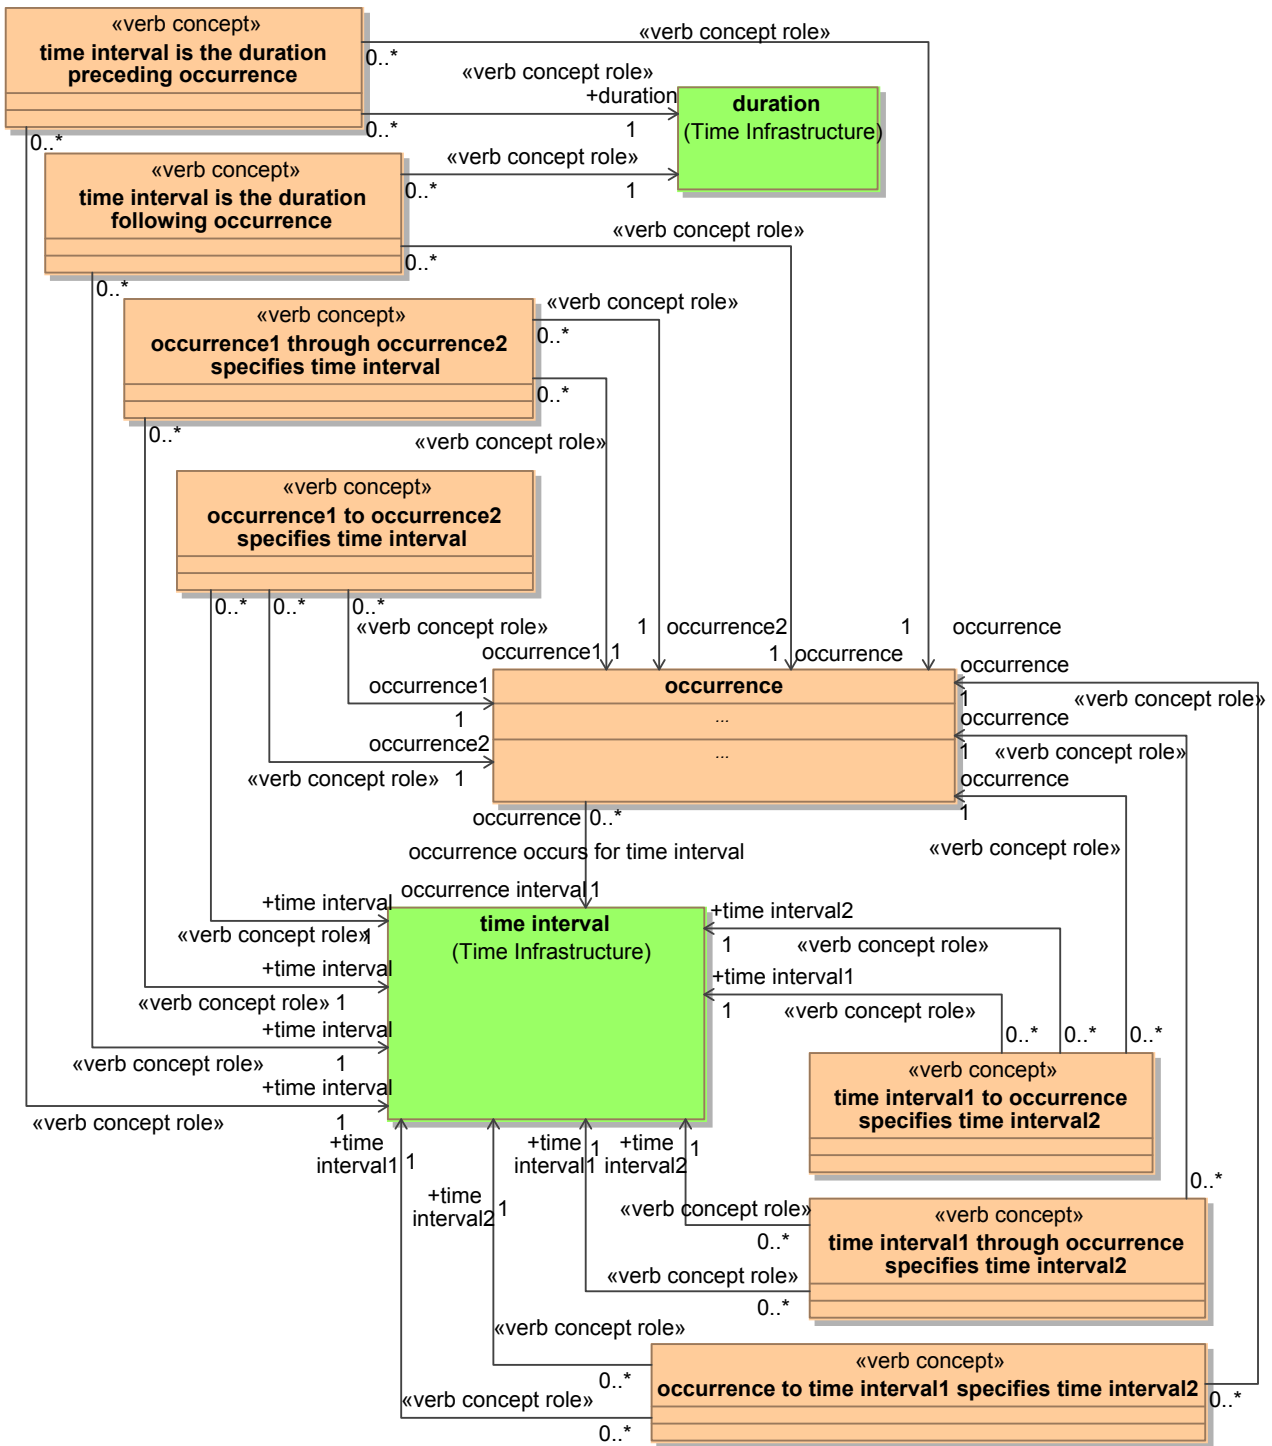 «verb concept»
time interval is the duration
preceding occurrence
«verb concept role»
0..*
«verb concept role»
+duration
0..*
1
duration
(Time Infrastructure)
0..*
«verb concept»
time interval is the duration
following occurrence
«verb concept role»
0..*
1
«verb concept role»
0..*
0..*
«verb concept»
occurrence1 through occurrence2
specifies time interval
«verb concept role»
0..*
0..*
«verb concept role»
0..*
«verb concept»
occurrence1 to occurrence2
specifies time interval
0..*
0..*
0..*
«verb concept role»
occurrence1
1
1
occurrence2
1
occurrence
1
occurrence
occurrence1
1
occurrence2
«verb concept role»
1
occurrence
...
...
occurrence
1
«verb concept role»
occurrence
1
«verb concept role»
occurrence
1
«verb concept role»
occurrence
0..*
occurrence occurs for time interval
occurrence interval
1
+time interval
«verb concept role»
1
+time interval
«verb concept role»
1
+time interval
«verb concept role»
1
+time interval
«verb concept role»
1
time interval
(Time Infrastructure)
+time interval2
1
«verb concept role»
+time interval1
1
«verb concept role»
0..*
0..*
0..*
«verb concept»
time interval1 to occurrence
specifies time interval2
+time
interval1
1
+time
interval2
1
+time
interval1
1
+time
interval2
1
«verb concept role»
0..*
«verb concept role»
0..*
0..*
«verb concept»
time interval1 through occurrence
specifies time interval2
«verb concept role»
0..*
«verb concept role»
0..*
«verb concept»
occurrence to time interval1 specifies time interval2
0..*